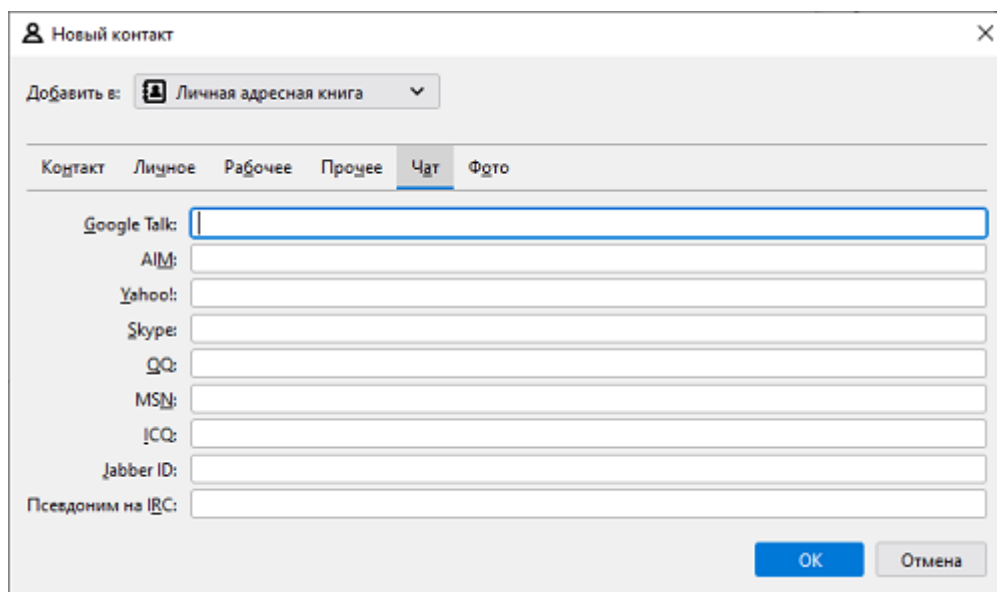 Новый контакт
Добавить в: Личная адресная книга
Контакт Личное Рабочее Прочее Чат Фото
Google Talk:
AIM:
Yahoo!:
Skype:
QQ:
MSN:
ICQ:
Jabber ID:
Псевдоним на IRC:
ОК Отмена